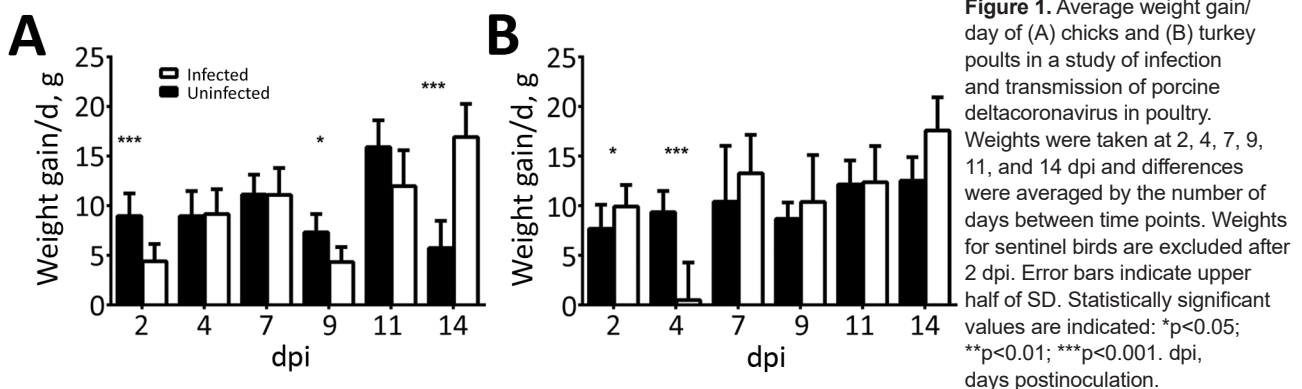 A
Weight gain/d, g
25
20
15
10
5
0
Infected
Uninfected
***
*
***
2 4 7 9 11 14
dpi
B
Weight gain/d, g
25
20
15
10
5
0
*
***
2 4 7 9 11 14
dpi
Figure 1. Average weight gain/
day of (A) chicks and (B) turkey
poults in a study of infection
and transmission of porcine
deltacoronavirus in poultry.
Weights were taken at 2, 4, 7, 9,
11, and 14 dpi and differences
were averaged by the number of
days between time points. Weights
for sentinel birds are excluded after
2 dpi. Error bars indicate upper
half of SD. Statistically significant
values are indicated: *p<0.05;
**p<0.01; ***p<0.001. dpi,
days postinoculation.